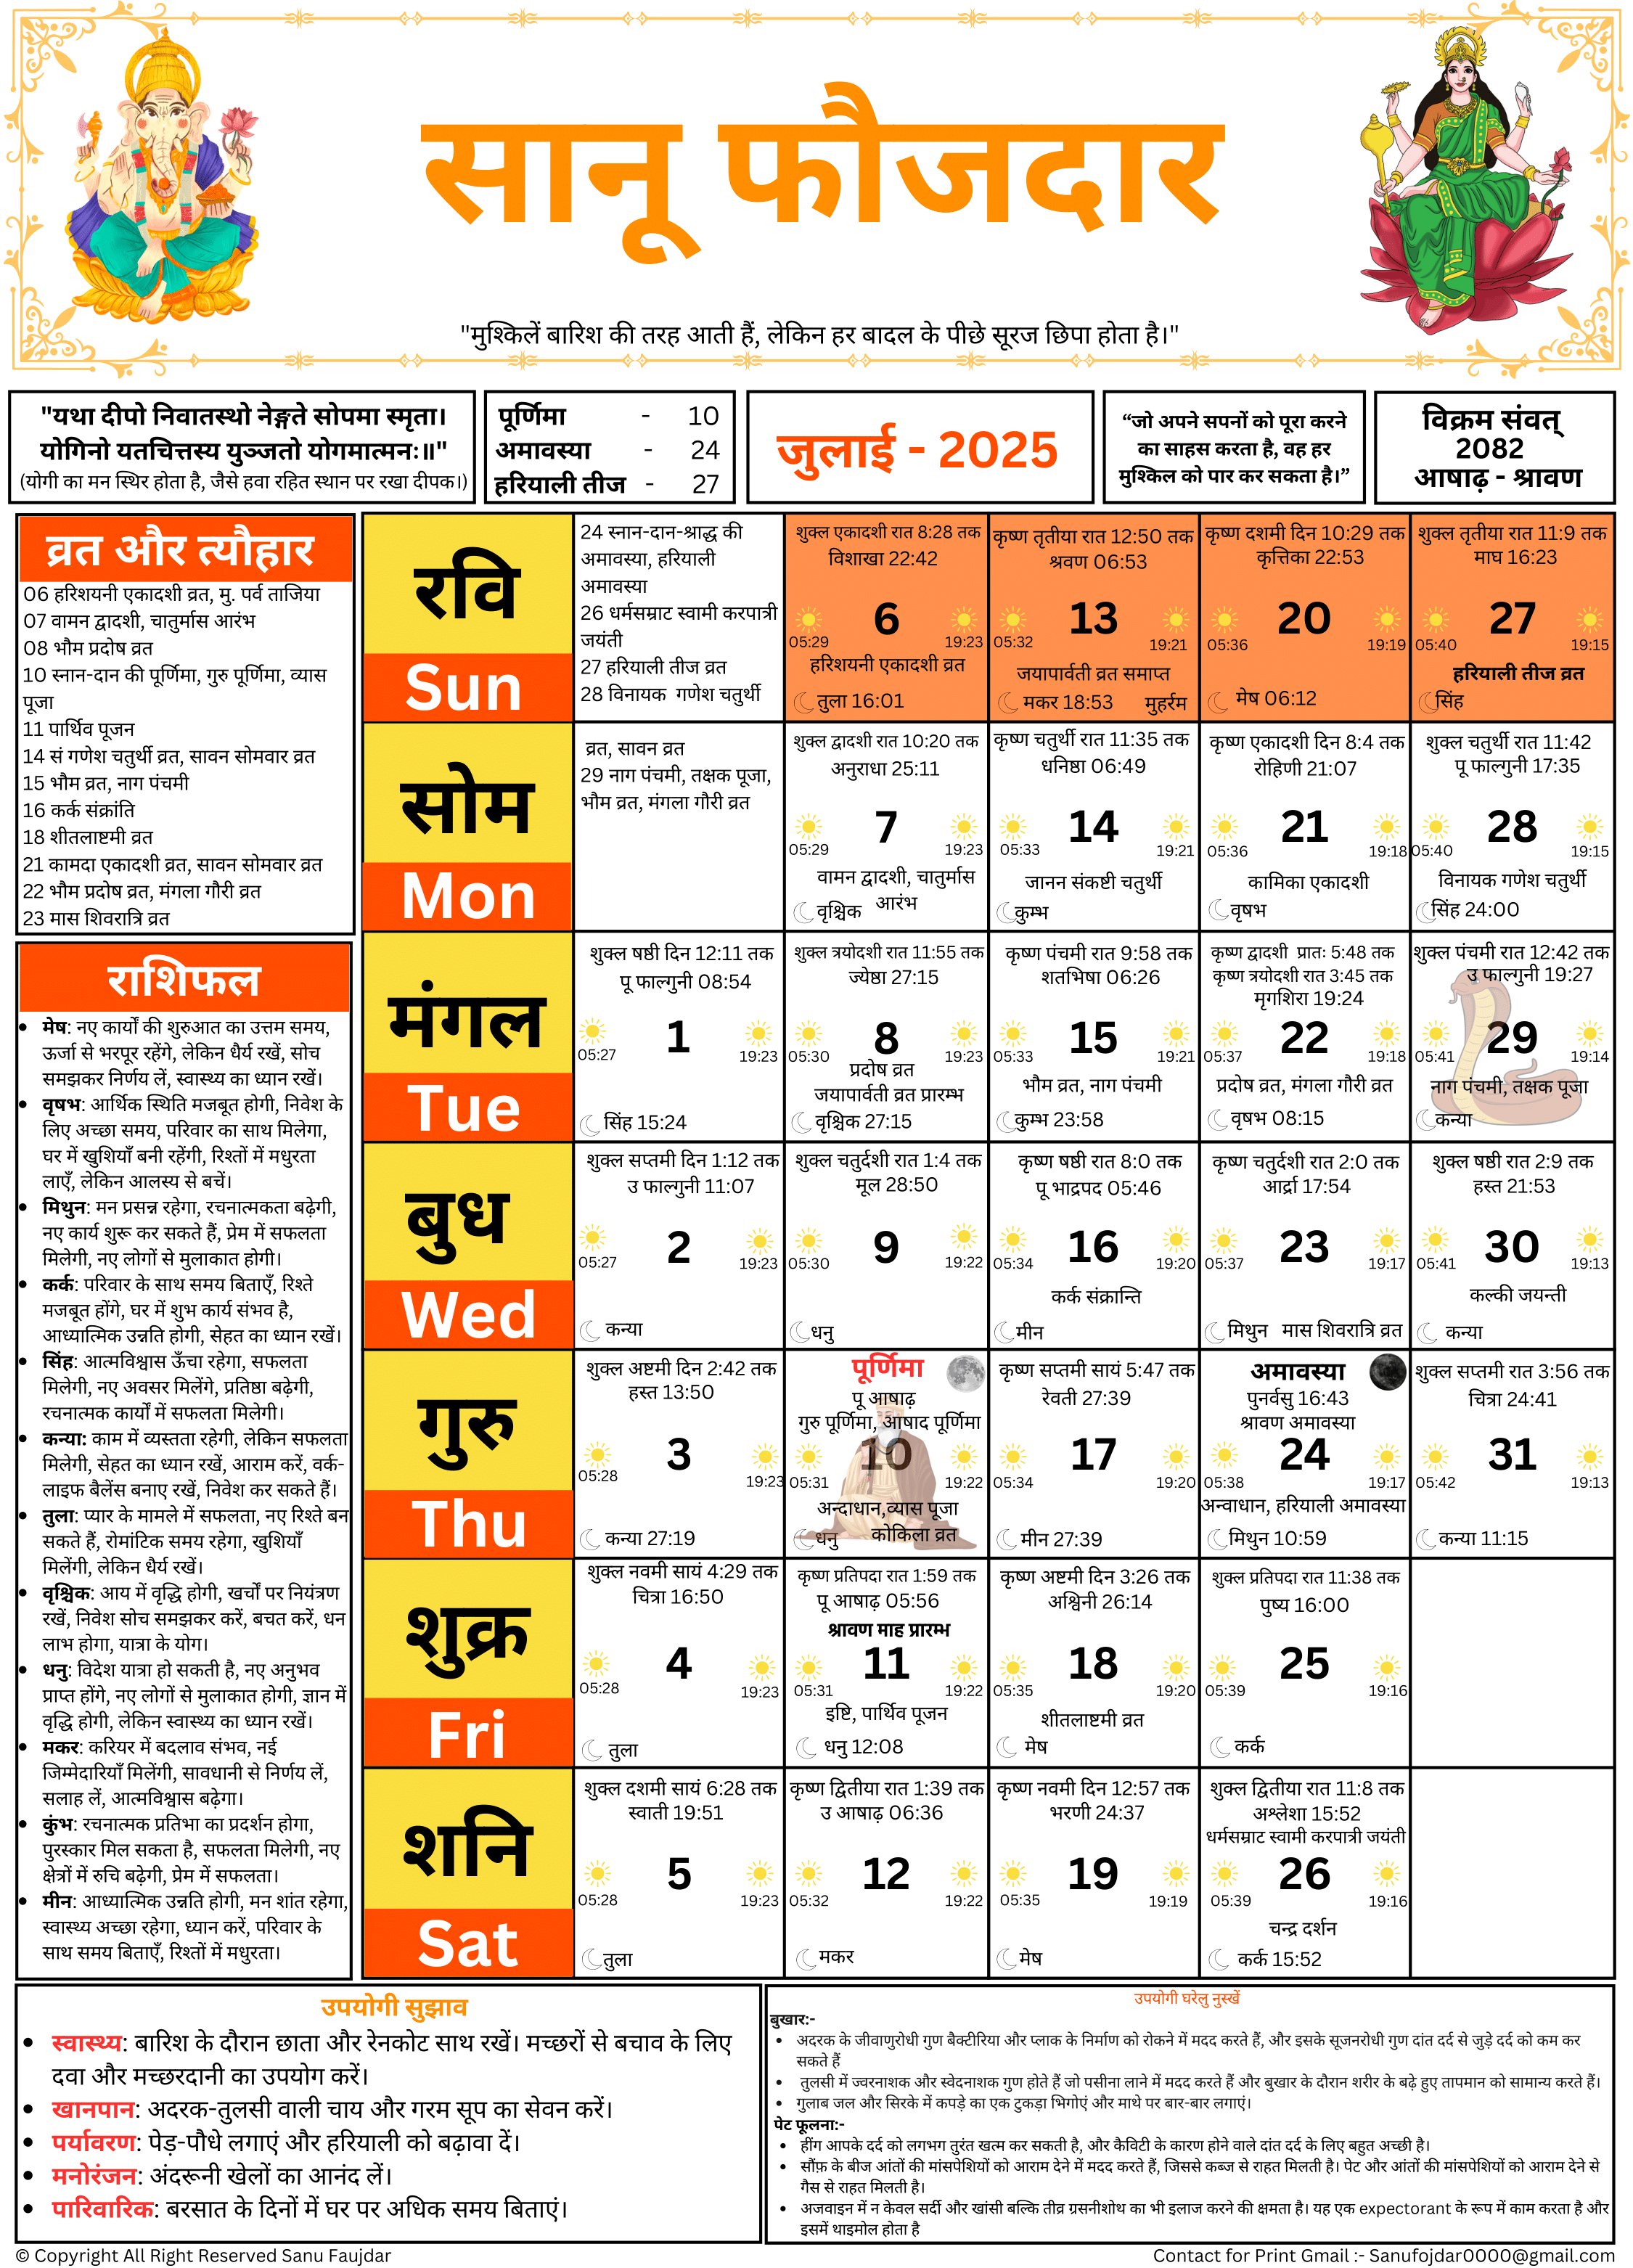 सानू फौजदार
"मुश्किलें बारिश की तरह आती हैं, लेकिन हर बादल के पीछे सूरज छिपा होता है।"
"यथा दीपो निवातस्थो नेङ्गते सोपमा स्मृता।
योगिनो यतचित्तस्य युञ्जतो योगमात्मनः॥"
(योगी का मन स्थिर होता है, जैसे हवा रहित स्थान पर रखा दीपक।)
पूर्णिमा - 10
अमावस्या - 24
हरियाली तीज - 27
जुलाई - 2025
“जो अपने सपनों को पूरा करने
का साहस करता है, वह हर
मुश्किल को पार कर सकता है।”
विक्रम संवत्
2082
आषाढ़ - श्रावण
व्रत और त्यौहार
06 हरिशयनी एकादशी व्रत, मु. पर्व ताजिया
07 वामन द्वादशी, चातुर्मास आरंभ
08 भौम प्रदोष व्रत
10 स्नान-दान की पूर्णिमा, गुरु पूर्णिमा, व्यास
पूजा
11 पार्थिव पूजन
14 सं गणेश चतुर्थी व्रत, सावन सोमवार व्रत
15 भौम व्रत, नाग पंचमी
16 कर्क संक्रांति
18 शीतलाष्टमी व्रत
21 कामदा एकादशी व्रत, सावन सोमवार व्रत
22 भौम प्रदोष व्रत, मंगला गौरी व्रत
23 मास शिवरात्रि व्रत
राशिफल
• मेष: नए कार्यों की शुरुआत का उत्तम समय,
ऊर्जा से भरपूर रहेंगे, लेकिन धैर्य रखें, सोच
समझकर निर्णय लें, स्वास्थ्य का ध्यान रखें।
• वृषभ: आर्थिक स्थिति मजबूत होगी, निवेश के
लिए अच्छा समय, परिवार का साथ मिलेगा,
घर में खुशियाँ बनी रहेंगी, रिश्तों में मधुरता
लाएँ, लेकिन आलस्य से बचें।
• मिथुन: मन प्रसन्न रहेगा, रचनात्मकता बढ़ेगी,
नए कार्य शुरू कर सकते हैं, प्रेम में सफलता
मिलेगी, नए लोगों से मुलाकात होगी।
• कर्क: परिवार के साथ समय बिताएँ, रिश्ते
मजबूत होंगे, घर में शुभ कार्य संभव है,
आध्यात्मिक उन्नति होगी, सेहत का ध्यान रखें।
• सिंह: आत्मविश्वास ऊँचा रहेगा, सफलता
मिलेगी, नए अवसर मिलेंगे, प्रतिष्ठा बढ़ेगी,
रचनात्मक कार्यों में सफलता मिलेगी।
• कन्या: काम में व्यस्तता रहेगी, लेकिन सफलता
मिलेगी, सेहत का ध्यान रखें, आराम करें, वर्क-
लाइफ बैलेंस बनाए रखें, निवेश कर सकते हैं।
• तुला: प्यार के मामले में सफलता, नए रिश्ते बन
सकते हैं, रोमांटिक समय रहेगा, खुशियाँ
मिलेंगी, लेकिन धैर्य रखें।
• वृश्चिक: आय में वृद्धि होगी, खर्चों पर नियंत्रण
रखें, निवेश सोच समझकर करें, बचत करें, धन
लाभ होगा, यात्रा के योग।
• धनु: विदेश यात्रा हो सकती है, नए अनुभव
प्राप्त होंगे, नए लोगों से मुलाकात होगी, ज्ञान में
वृद्धि होगी, लेकिन स्वास्थ्य का ध्यान रखें।
• मकर: करियर में बदलाव संभव, नई
जिम्मेदारियाँ मिलेंगी, सावधानी से निर्णय लें,
सलाह लें, आत्मविश्वास बढ़ेगा।
• कुंभ: रचनात्मक प्रतिभा का प्रदर्शन होगा,
पुरस्कार मिल सकता है, सफलता मिलेगी, नए
क्षेत्रों में रुचि बढ़ेगी, प्रेम में सफलता।
• मीन: आध्यात्मिक उन्नति होगी, मन शांत रहेगा,
स्वास्थ्य अच्छा रहेगा, ध्यान करें, परिवार के
साथ समय बिताएँ, रिश्तों में मधुरता।
रवि
Sun
24 स्नान-दान-श्राद्ध की
अमावस्या, हरियाली
अमावस्या
26 धर्मसम्राट स्वामी करपात्री
जयंती
27 हरियाली तीज व्रत
28 विनायक गणेश चतुर्थी
शुक्ल एकादशी रात 8:28 तक
विशाखा 22:42
6
05:29 19:23
हरिशयनी एकादशी व्रत
तुला 16:01
कृष्ण तृतीया रात 12:50 तक
श्रवण 06:53
13
05:32 19:21
जयापार्वती व्रत समाप्त
मकर 18:53 मुहर्रम
कृष्ण दशमी दिन 10:29 तक
कृत्तिका 22:53
20
05:36 19:19
मेष 06:12
शुक्ल तृतीया रात 11:9 तक
माघ 16:23
27
05:40 19:15
हरियाली तीज व्रत
सिंह
सोम
Mon
व्रत, सावन व्रत
29 नाग पंचमी, तक्षक पूजा,
भौम व्रत, मंगला गौरी व्रत
शुक्ल द्वादशी रात 10:20 तक
अनुराधा 25:11
7
05:29 19:23
वामन द्वादशी, चातुर्मास
आरंभ
वृश्चिक
कृष्ण चतुर्थी रात 11:35 तक
धनिष्ठा 06:49
14
05:33 19:21
जानन संकष्टी चतुर्थी
कुम्भ
कृष्ण एकादशी दिन 8:4 तक
रोहिणी 21:07
21
05:36 19:18
कामिका एकादशी
वृषभ
शुक्ल चतुर्थी रात 11:42
पू फाल्गुनी 17:35
28
05:40 19:15
विनायक गणेश चतुर्थी
सिंह 24:00
मंगल
Tue
शुक्ल षष्ठी दिन 12:11 तक
पू फाल्गुनी 08:54
1
05:27 19:23
सिंह 15:24
शुक्ल त्रयोदशी रात 11:55 तक
ज्येष्ठा 27:15
8
05:30 19:23
प्रदोष व्रत
जयापार्वती व्रत प्रारम्भ
वृश्चिक 27:15
कृष्ण पंचमी रात 9:58 तक
शतभिषा 06:26
15
05:33 19:21
भौम व्रत, नाग पंचमी
कुम्भ 23:58
कृष्ण द्वादशी प्रातः 5:48 तक
कृष्ण त्रयोदशी रात 3:45 तक
मृगशिरा 19:24
22
05:37 19:18
प्रदोष व्रत, मंगला गौरी व्रत
वृषभ 08:15
शुक्ल पंचमी रात 12:42 तक
उ फाल्गुनी 19:27
29
05:41 19:14
नाग पंचमी, तक्षक पूजा
कन्या
बुध
Wed
शुक्ल सप्तमी दिन 1:12 तक
उ फाल्गुनी 11:07
2
05:27 19:23
कन्या
शुक्ल चतुर्दशी रात 1:4 तक
मूल 28:50
9
05:30 19:22
धनु
कृष्ण षष्ठी रात 8:0 तक
पू भाद्रपद 05:46
16
05:34 19:20
कर्क संक्रान्ति
मीन
कृष्ण चतुर्दशी रात 2:0 तक
आर्द्रा 17:54
23
05:37 19:17
मिथुन मास शिवरात्रि व्रत
शुक्ल षष्ठी रात 2:9 तक
हस्त 21:53
30
05:41 19:13
कल्की जयन्ती
कन्या
गुरु
Thu
शुक्ल अष्टमी दिन 2:42 तक
हस्त 13:50
3
05:28 19:23
कन्या 27:19
पूर्णिमा
पू आषाढ़
गुरु पूर्णिमा, आषाद पूर्णिमा
10
05:31 19:22
अन्दाधान,व्यास पूजा
धनु कोकिला व्रत
कृष्ण सप्तमी सायं 5:47 तक
रेवती 27:39
17
05:34 19:20
मीन 27:39
अमावस्या
पुनर्वसु 16:43
श्रावण अमावस्या
24
05:38 19:17
अन्वाधान, हरियाली अमावस्या
मिथुन 10:59
शुक्ल सप्तमी रात 3:56 तक
चित्रा 24:41
31
05:42 19:13
कन्या 11:15
शुक्र
Fri
शुक्ल नवमी सायं 4:29 तक
चित्रा 16:50
4
05:28 19:23
तुला
कृष्ण प्रतिपदा रात 1:59 तक
पू आषाढ़ 05:56
श्रावण माह प्रारम्भ
11
05:31 19:22
इष्टि, पार्थिव पूजन
धनु 12:08
कृष्ण अष्टमी दिन 3:26 तक
अश्विनी 26:14
18
05:35 19:20
शीतलाष्टमी व्रत
मेष
शुक्ल प्रतिपदा रात 11:38 तक
पुष्य 16:00
25
05:39 19:16
कर्क
शनि
Sat
शुक्ल दशमी सायं 6:28 तक
स्वाती 19:51
5
05:28 19:23
तुला
कृष्ण द्वितीया रात 1:39 तक
उ आषाढ़ 06:36
12
05:32 19:22
मकर
कृष्ण नवमी दिन 12:57 तक
भरणी 24:37
19
05:35 19:19
मेष
शुक्ल द्वितीया रात 11:8 तक
अश्लेशा 15:52
धर्मसम्राट स्वामी करपात्री जयंती
26
05:39 19:16
चन्द्र दर्शन
कर्क 15:52
उपयोगी सुझाव
• स्वास्थ्य: बारिश के दौरान छाता और रेनकोट साथ रखें। मच्छरों से बचाव के लिए
दवा और मच्छरदानी का उपयोग करें।
• खानपान: अदरक-तुलसी वाली चाय और गरम सूप का सेवन करें।
• पर्यावरण: पेड़-पौधे लगाएं और हरियाली को बढ़ावा दें।
• मनोरंजन: अंदरूनी खेलों का आनंद लें।
• पारिवारिक: बरसात के दिनों में घर पर अधिक समय बिताएं।
उपयोगी घरेलु नुस्खें
बुखार:-
• अदरक के जीवाणुरोधी गुण बैक्टीरिया और प्लाक के निर्माण को रोकने में मदद करते हैं, और इसके सूजनरोधी गुण दांत दर्द से जुड़े दर्द को कम कर
सकते हैं
• तुलसी में ज्वरनाशक और स्वेदनाशक गुण होते हैं जो पसीना लाने में मदद करते हैं और बुखार के दौरान शरीर के बढ़े हुए तापमान को सामान्य करते हैं।
• गुलाब जल और सिरके में कपड़े का एक टुकड़ा भिगोएं और माथे पर बार-बार लगाएं।
पेट फूलना:-
• हींग आपके दर्द को लगभग तुरंत खत्म कर सकती है, और कैविटी के कारण होने वाले दांत दर्द के लिए बहुत अच्छी है।
• सौंफ़ के बीज आंतों की मांसपेशियों को आराम देने में मदद करते हैं, जिससे कब्ज से राहत मिलती है। पेट और आंतों की मांसपेशियों को आराम देने से
गैस से राहत मिलती है।
• अजवाइन में न केवल सर्दी और खांसी बल्कि तीव्र ग्रसनीशोथ का भी इलाज करने की क्षमता है। यह एक expectorant के रूप में काम करता है और
इसमें थाइमोल होता है
© Copyright All Right Reserved Sanu Faujdar
Contact for Print Gmail :- Sanufojdar0000@gmail.com